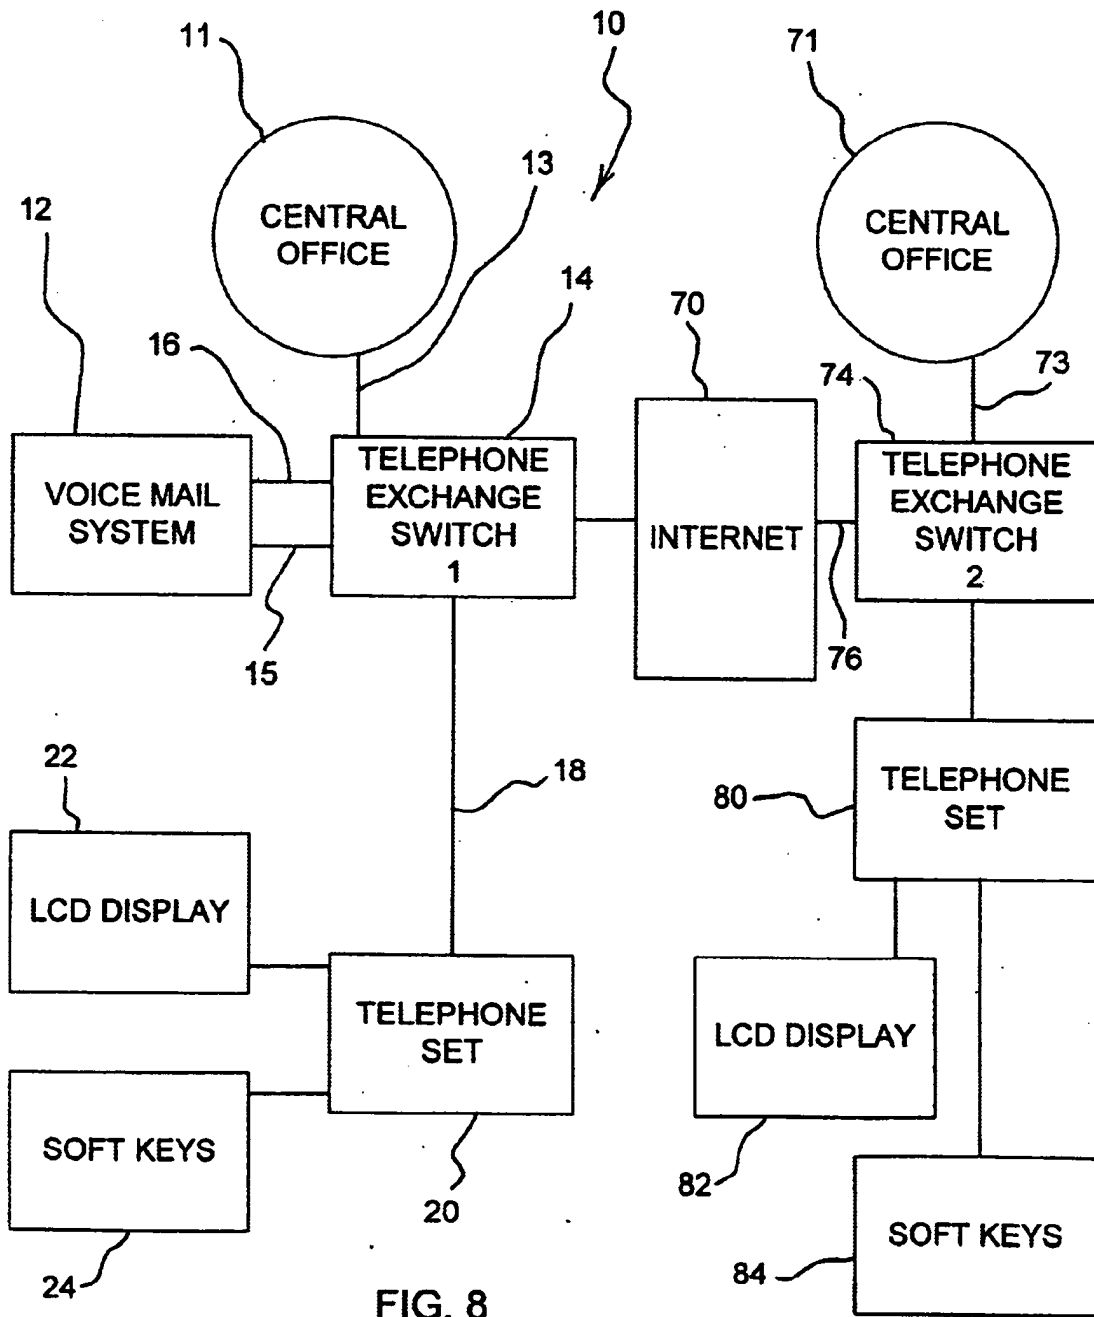 11
10
71
CENTRAL
OFFICE
13
CENTRAL
OFFICE
12
14
16
70
74
73
VOICE MAIL
SYSTEM
TELEPHONE
EXCHANGE
SWITCH
1
INTERNET
TELEPHONE
EXCHANGE
SWITCH
2
15
76
22
18
80
TELEPHONE
SET
LCD DISPLAY
TELEPHONE
SET
LCD DISPLAY
SOFT KEYS
20
82
SOFT KEYS
24
84
FIG. 8